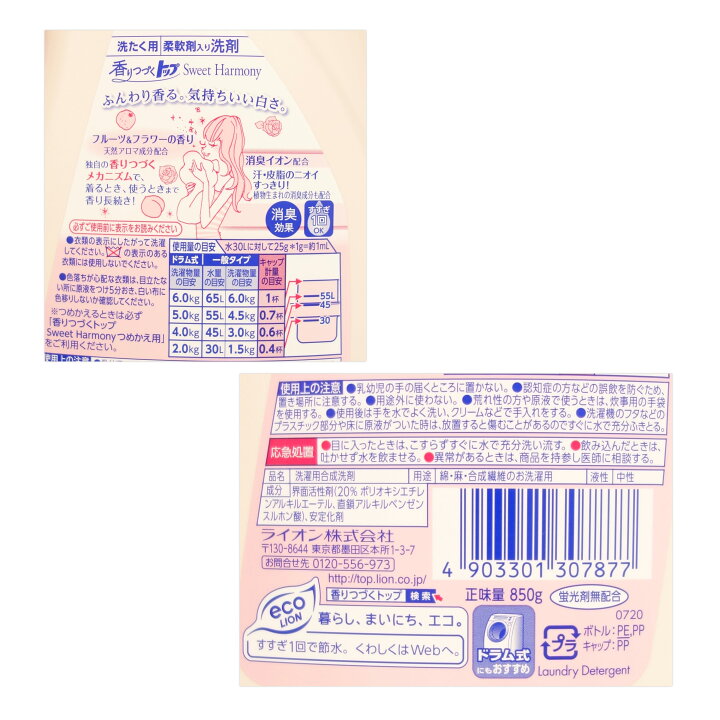 洗たく用 柔軟剤入り洗剤
香りつづくトップ Sweet Harmony
ふんわり香る。気持ちいい白さ。
フルーツ&フラワーの香り
天然アロマ成分配合
独自の香りつづく
メカニズムで、
着るとき、使うときまで
香り長続き!
消臭イオン配合
汗・皮脂のニオイ
すっきり!
植物生まれの消臭成分も配合
消臭
効果
すすぎ
1回
OK
必ずご使用前に表示をお読みください
●衣類の表示にしたがって洗濯
してください。 の表示のある
衣類には使用しないでください。
●色落ちが心配な衣類は、目立たな
い所に原液をつけ5分おき、白い布に
色移りしないか確認してください。
※つめかえるときは必ず
「香りつづくトップ
Sweet Harmonyつめかえ用」
をご利用ください。
使用量の目安 水30Lに対して25g *1g=約1mL
ドラム式 一般タイプ キャップ計量の目安
洗濯物量の目安 水量の目安 洗濯物量の目安
6.0kg 65L 6.0kg 1杯
5.0kg 55L 4.5kg 0.7杯
4.0kg 45L 3.0kg 0.6杯
2.0kg 30L 1.5kg 0.4杯
55L
45
30
使用上の注意 ●乳幼児の手の届くところに置かない。●認知症の方などの誤飲を防ぐため、
置き場所に注意する。●用途外に使わない。●荒れ性の方や原液で使うときは、炊事用の手袋
を使用する。●使用後は手を水でよく洗い、クリームなどで手入れをする。●洗濯機のフタなどの
プラスチック部分や床に原液がついた時は、放置すると傷むことがあるのですぐに水で充分ふきとる。
応急処置 ●目に入ったときは、こすらずすぐに水で充分洗い流す。●飲み込んだときは、
吐かせず水を飲ませる。●異常があるときは、商品を持参し医師に相談する。
品名 洗濯用合成洗剤 用途 綿・麻・合成繊維のお洗濯用 液性 中性
成分 界面活性剤(20% ポリオキシエチレ
ンアルキルエーテル、直鎖アルキルベンゼン
スルホン酸)、安定化剤
ライオン株式会社
〒130-8644 東京都墨田区本所1-3-7
お問合せ先 0120-556-973
http://top.lion.co.jp/
香りつづくトップ 検索
4 903301 307877
正味量 850g 蛍光剤無配合
eco
LION
暮らし、まいにち、エコ。
すすぎ1回で節水。くわしくはWebへ。
ドラム式
にもおすすめ
プラ
0720
ボトル:PE,PP
キャップ:PP
Laundry Detergent